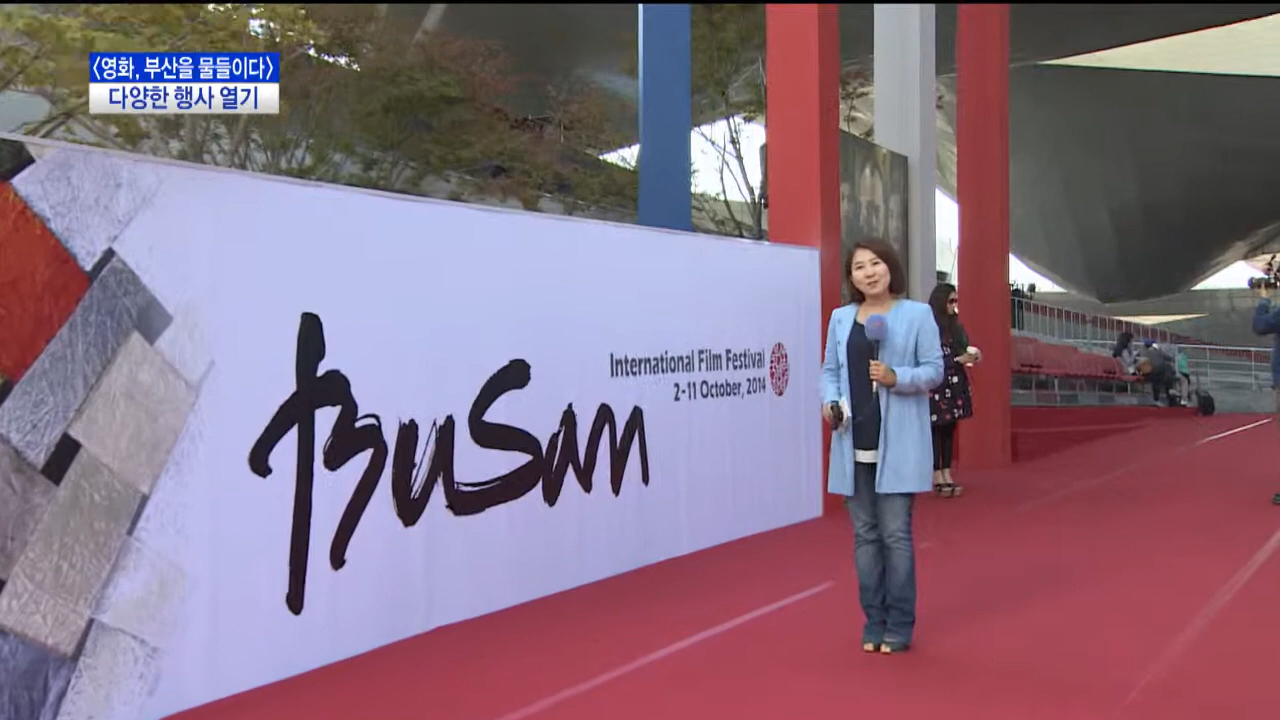 〈영화, 부산을 물들이다〉
다양한 행사 열기
International Film Festival
2-11 October, 2014
Busan